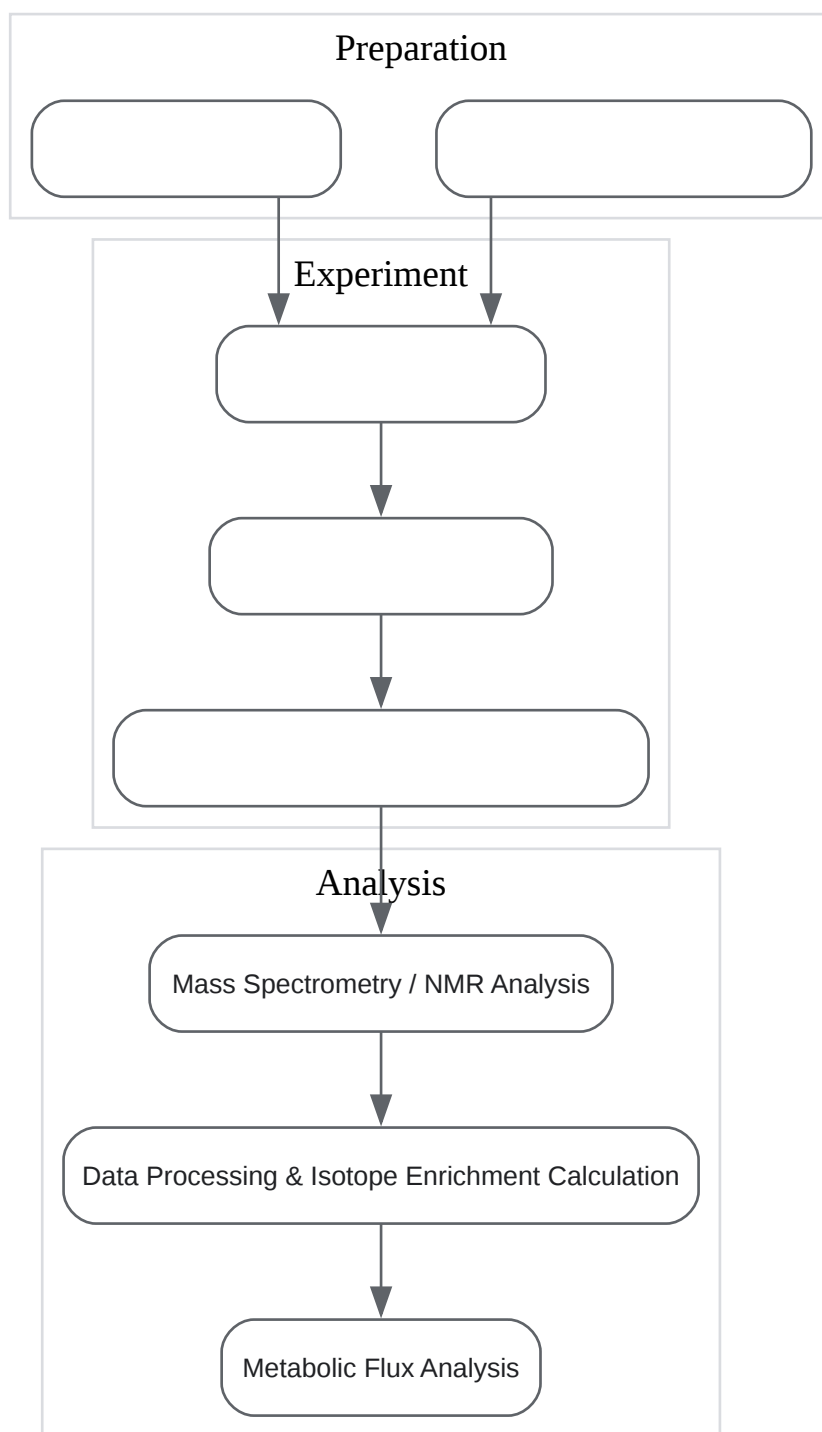 Preparation
Experiment
Analysis
Mass Spectrometry / NMR Analysis
Data Processing & Isotope Enrichment Calculation
Metabolic Flux Analysis